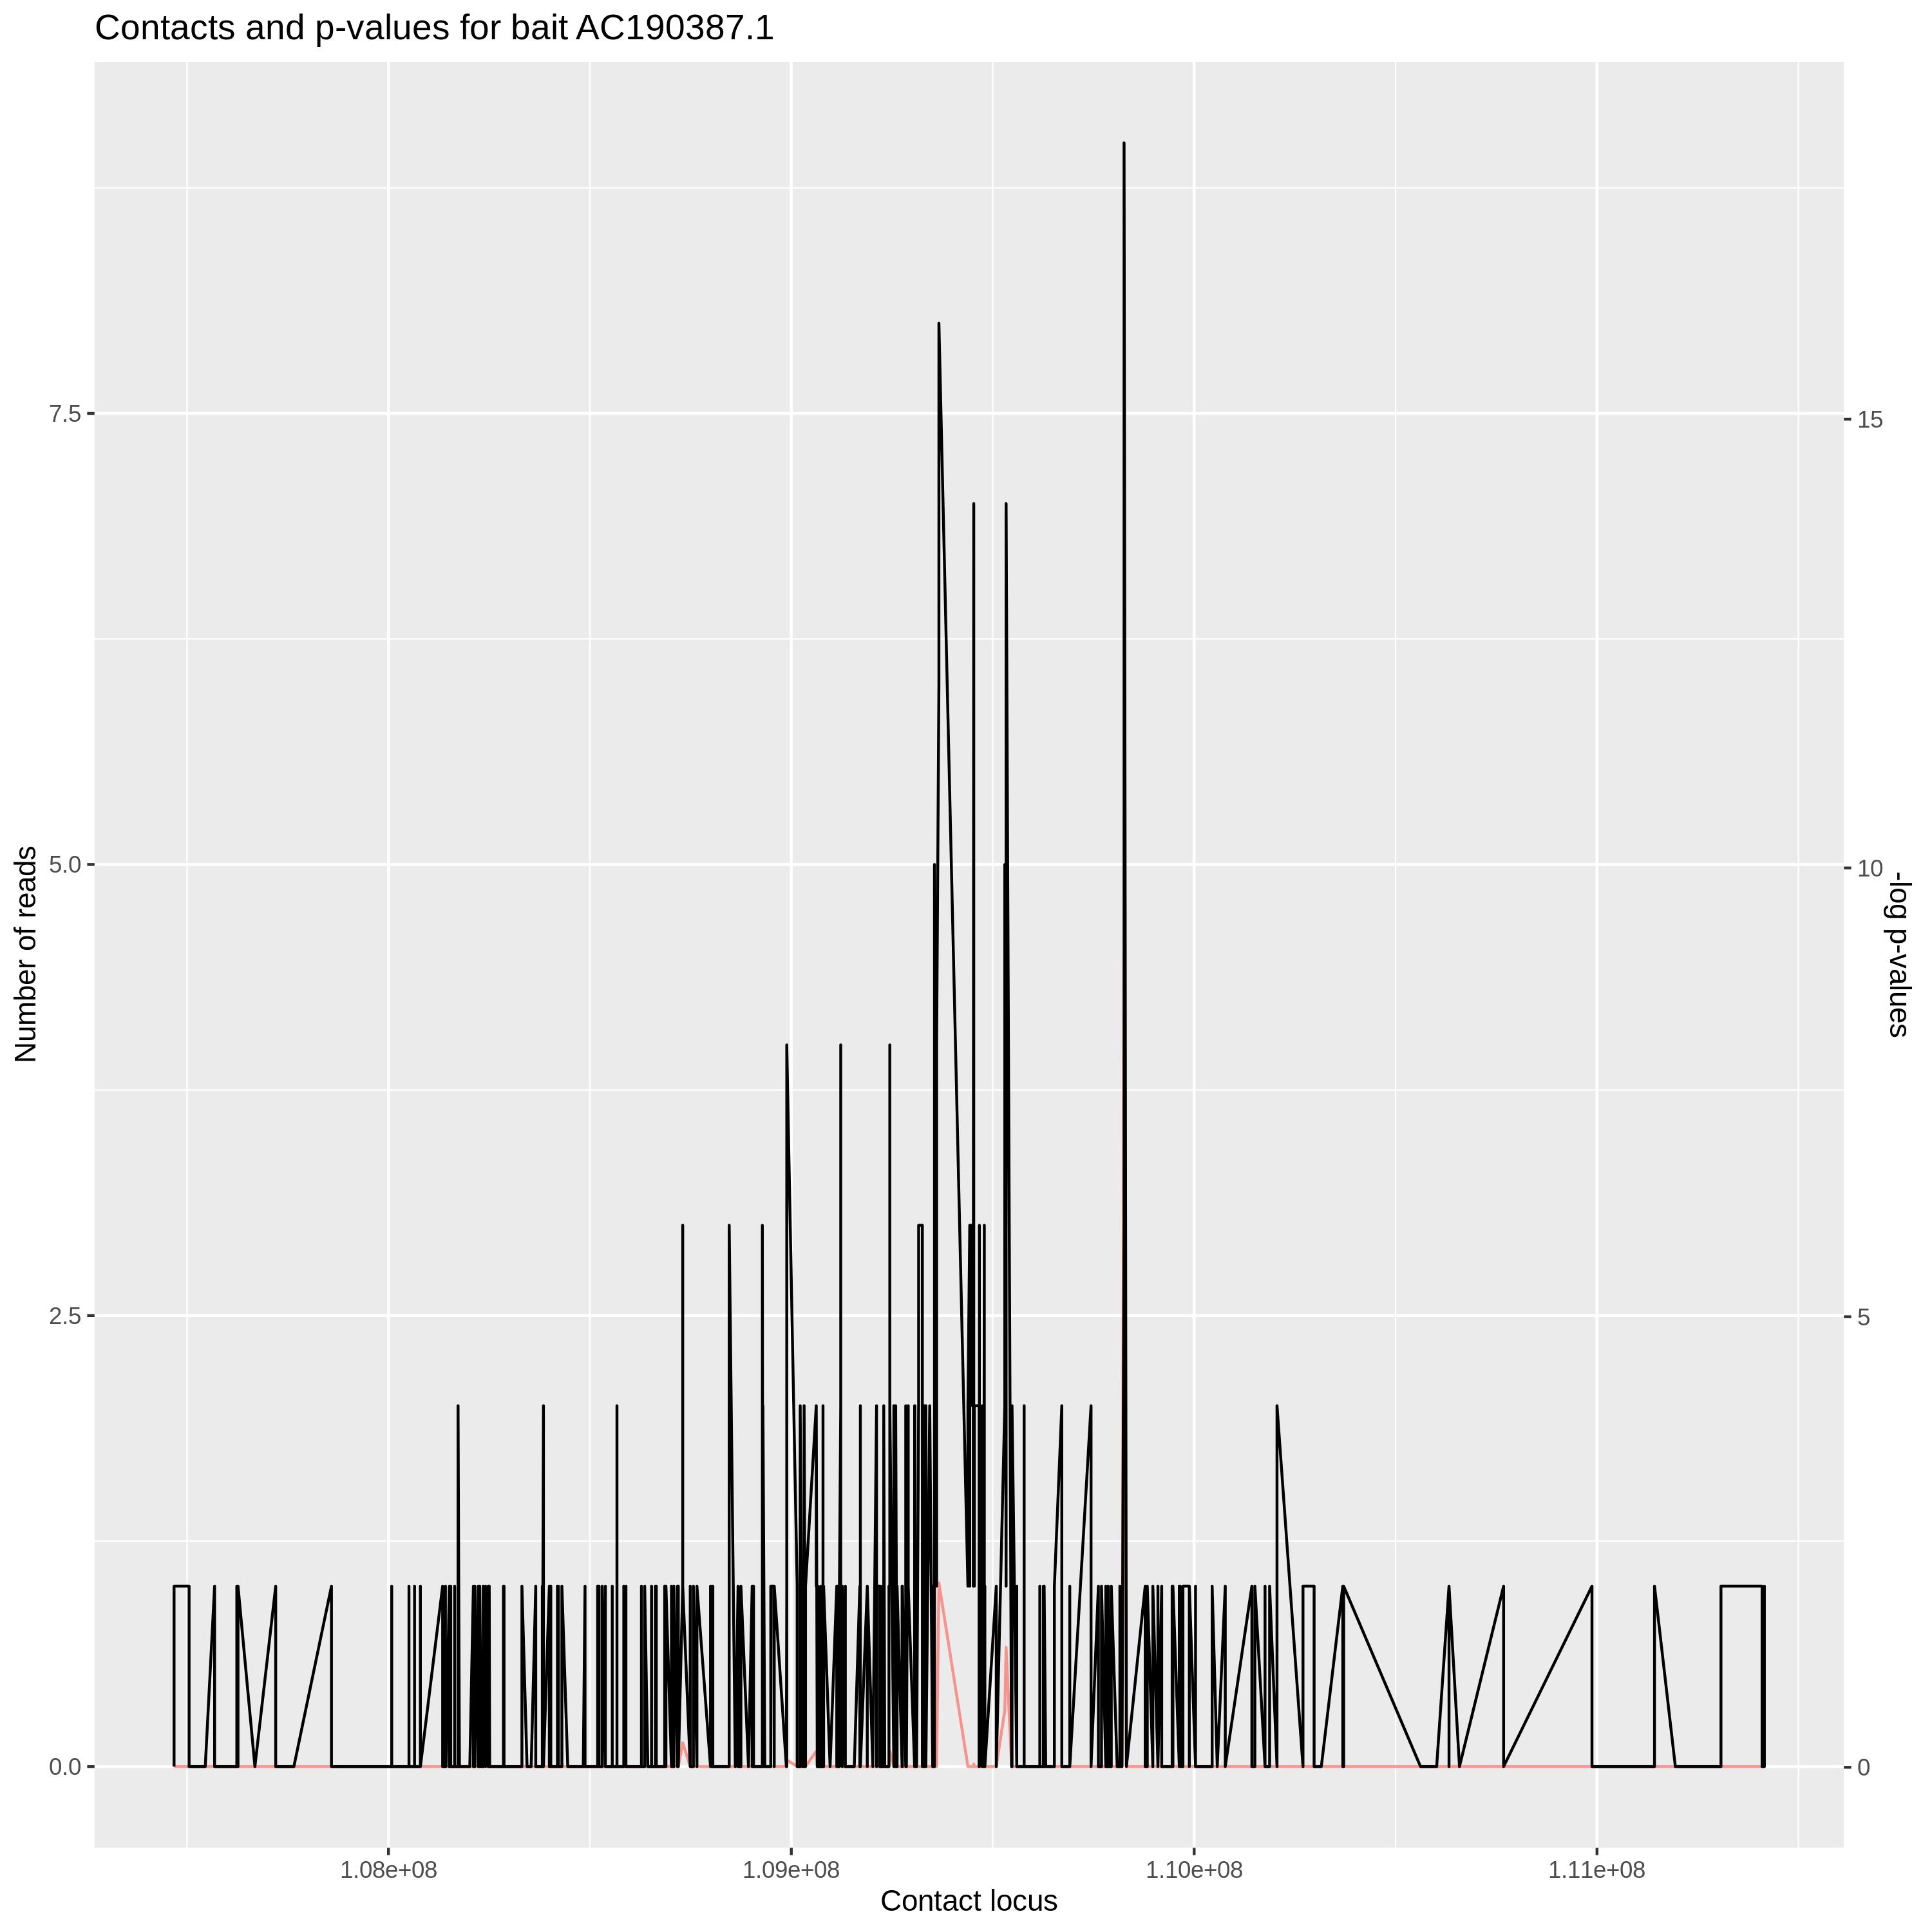 Contacts and p-values for bait AC190387.1
Number of reads
7.5
5.0
2.5
0.0
15
10
5
0
-log p-values
1.08e+08 1.09e+08 1.10e+08 1.11e+08
Contact locus